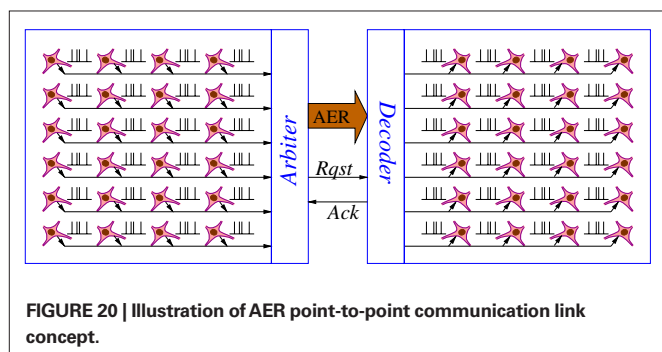 Arbiter
AER
Rqst
Ack
Decoder
FIGURE 20 | Illustration of AER point-to-point communication link
concept.